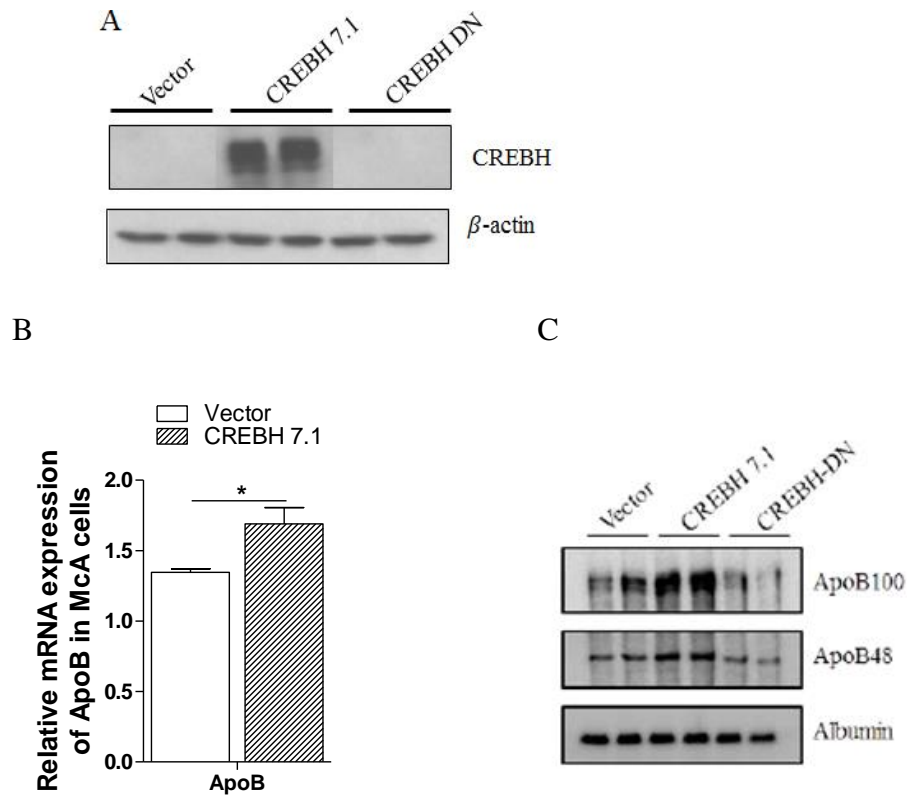 A
Vector
CREBH 7.1
CREBH DN
CREBH
β-actin
B
C
Vector
CREBH 7.1
Relative mRNA expression
of ApoB in McA cells
2.0
1.5
1.0
0.5
0.0
*
ApoB
Vector
CREBH 7.1
CREBH-DN
ApoB100
ApoB48
Albumin